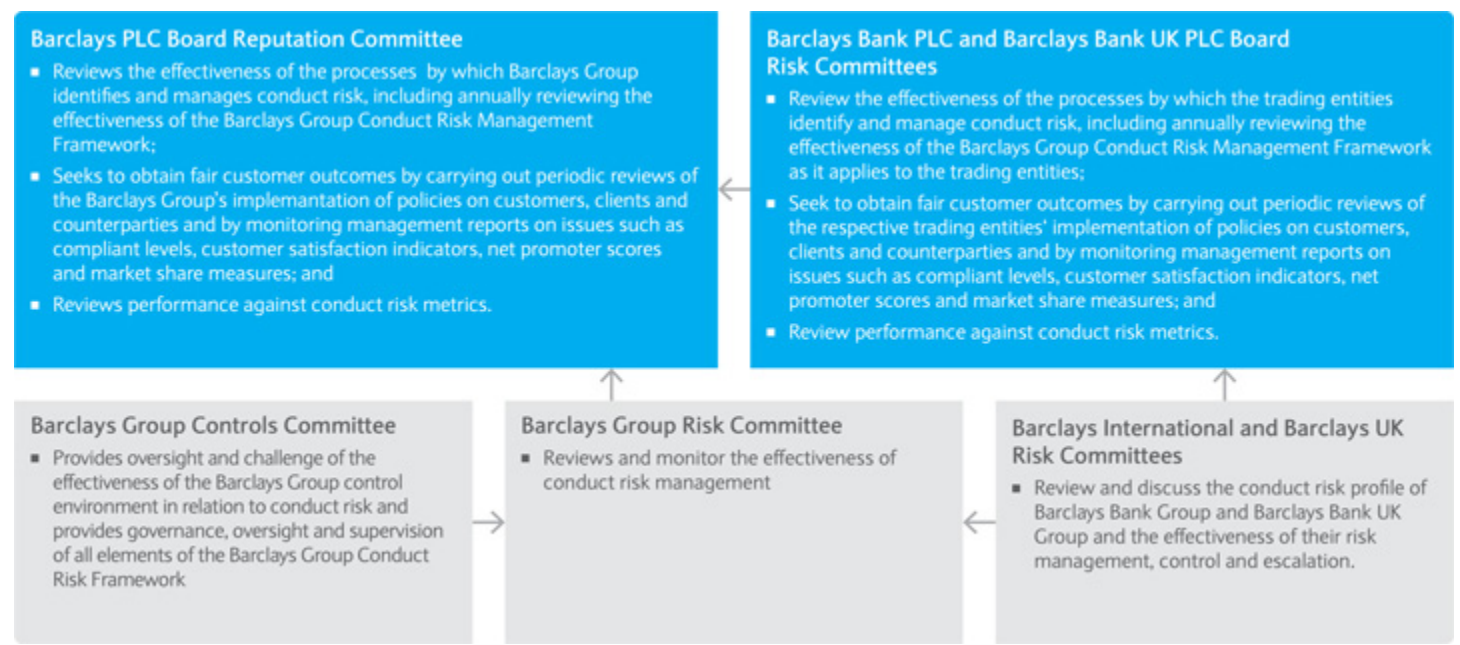 Barclays PLC Board Reputation Committee
▪ Reviews the effectiveness of the processes by which Barclays Group
identifies and manages conduct risk, including annually reviewing the
effectiveness of the Barclays Group Conduct Risk Management
Framework;
▪ Seeks to obtain fair customer outcomes by carrying out periodic reviews of
the Barclays Group's implemantation of policies on customers, clients and
counterparties and by monitoring management reports on issues such as
compliant levels, customer satisfaction indicators, net promoter scores
and market share measures; and
▪ Reviews performance against conduct risk metrics.
Barclays Bank PLC and Barclays Bank UK PLC Board
Risk Committees
▪ Review the effectiveness of the processes by which the trading entities
identify and manage conduct risk, including annually reviewing the
effectiveness of the Barclays Group Conduct Risk Management Framework
as it applies to the trading entities;
▪ Seek to obtain fair customer outcomes by carrying out periodic reviews of
the respective trading entities' implementation of policies on customers,
clients and counterparties and by monitoring management reports on
issues such as compliant levels, customer satisfaction indicators, net
promoter scores and market share measures; and
▪ Review performance against conduct risk metrics.
Barclays Group Controls Committee
▪ Provides oversight and challenge of the
effectiveness of the Barclays Group control
environment in relation to conduct risk and
provides governance, oversight and supervision
of all elements of the Barclays Group Conduct
Risk Framework
Barclays Group Risk Committee
▪ Reviews and monitor the effectiveness of
conduct risk management
Barclays International and Barclays UK
Risk Committees
▪ Review and discuss the conduct risk profile of
Barclays Bank Group and Barclays Bank UK
Group and the effectiveness of their risk
management, control and escalation.